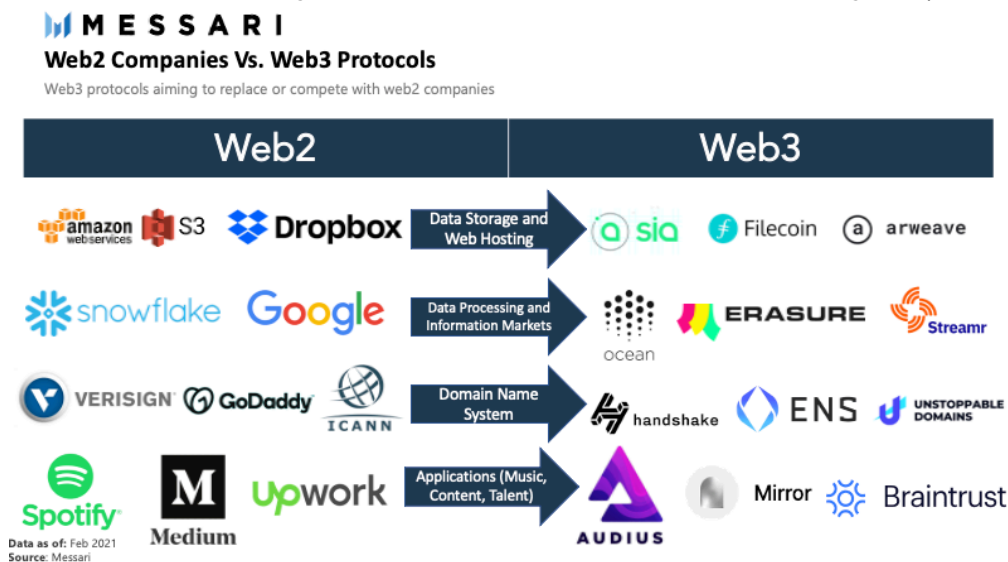 MESSARI
Web2 Companies Vs. Web3 Protocols
Web3 protocols aiming to replace or compete with web2 companies
Web2 Web3
amazon webservices S3 Dropbox Data Storage and Web Hosting sia Filecoin arweave
snowflake Google Data Processing and Information Markets ocean ERASURE Streamr
VERISIGN GoDaddy ICANN Domain Name System handshake ENS UNSTOPPABLE DOMAINS
Spotify Medium upwork Applications (Music, Content, Talent) AUDIUS Mirror Braintrust
Data as of: Feb 2021
Source: Messari